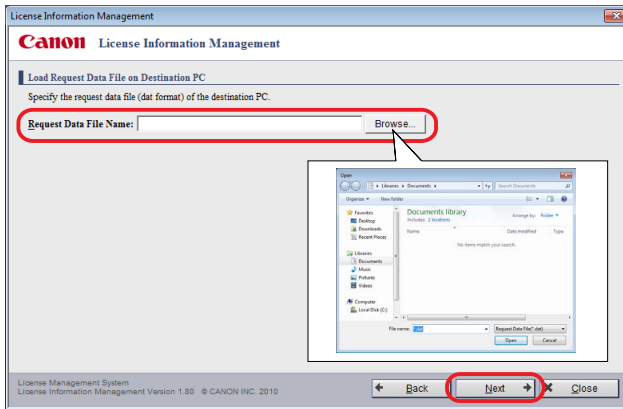 License Information Management
Canon License Information Management
Load Request Data File on Destination PC
Specify the request data file (dat format) of the destination PC.
Request Data File Name:
Browse...
Open
Libraries ▸ Documents ▸
Search Documents
Organize ▾ New folder
Favorites
Desktop
Downloads
Recent Places
Libraries
Documents
Music
Pictures
Videos
Computer
Local Disk (C:)
Documents library
Includes: 2 locations
Arrange by: Folder ▾
Name Date modified Type
No items match your search.
File name: *.dat
Request Data File(*.dat)
Open Cancel
License Management System
License Information Management Version 1.80 © CANON INC. 2010
Back Next Close